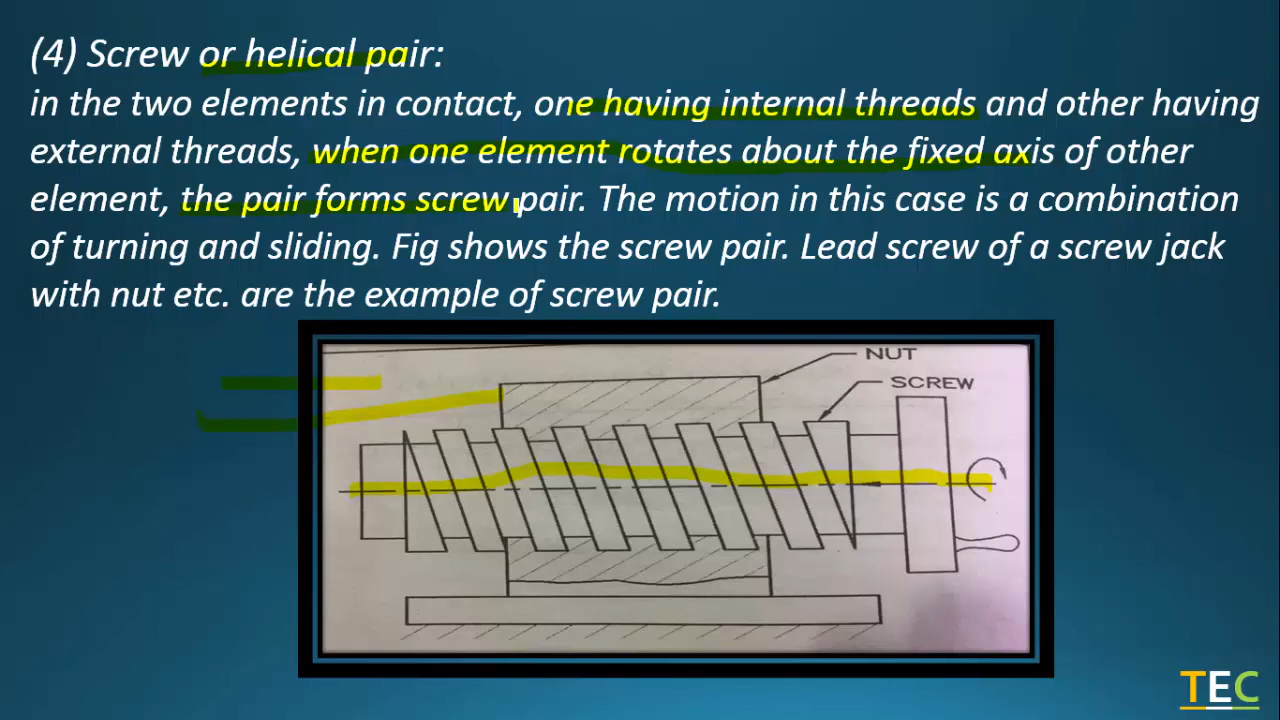 (4) Screw or helical pair:
in the two elements in contact, one having internal threads and other having
external threads, when one element rotates about the fixed axis of other
element, the pair forms screw pair. The motion in this case is a combination
of turning and sliding. Fig shows the screw pair. Lead screw of a screw jack
with nut etc. are the example of screw pair.
NUT
SCREW
TEC